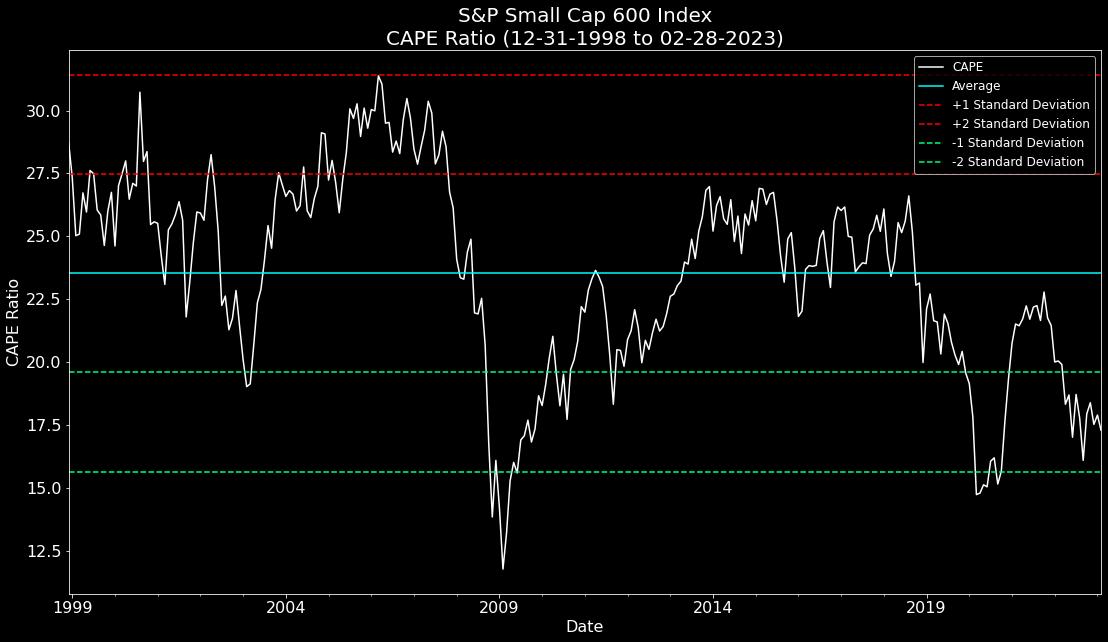 S&P Small Cap 600 Index
CAPE Ratio (12-31-1998 to 02-28-2023)
CAPE
Average
+1 Standard Deviation
+2 Standard Deviation
-1 Standard Deviation
-2 Standard Deviation
CAPE Ratio
30.0
27.5
25.0
22.5
20.0
17.5
15.0
12.5
1999 2004 2009 2014 2019
Date